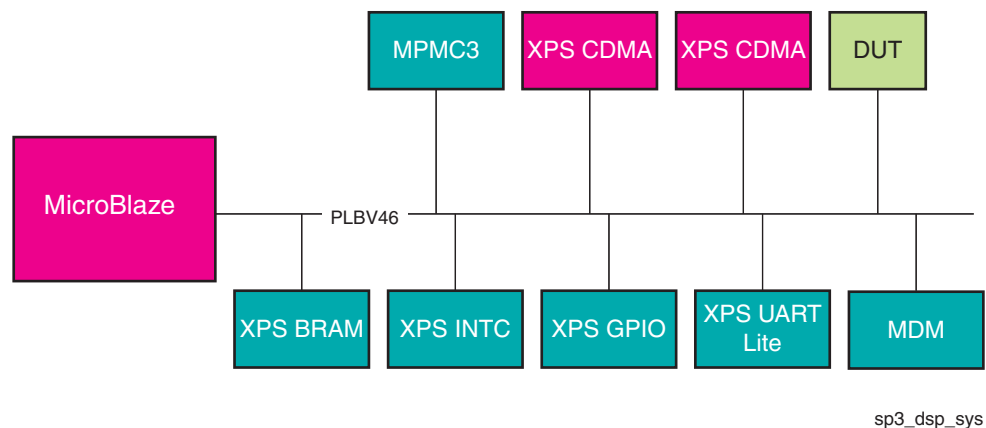 MPMC3
XPS CDMA
XPS CDMA
DUT
MicroBlaze
PLBV46
XPS BRAM
XPS INTC
XPS GPIO
XPS UART
Lite
MDM
sp3_dsp_sys